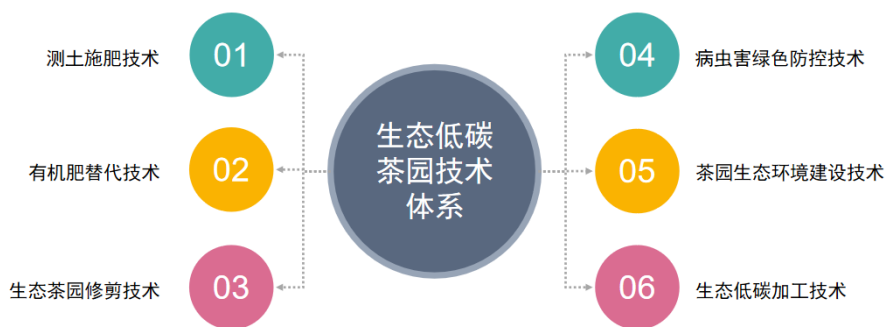 01
测土施肥技术
02
有机肥替代技术
03
生态茶园修剪技术
生态低碳
茶园技术
体系
04
病虫害绿色防控技术
05
茶园生态环境建设技术
06
生态低碳加工技术